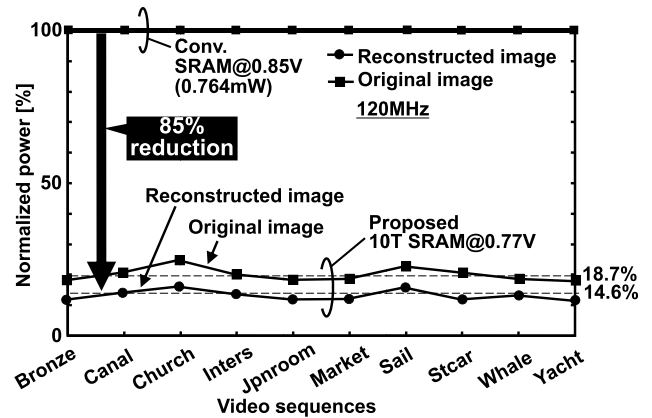 100
Conv.
SRAM@0.85V
(0.764mW)
Reconstructed image
Original image
120MHz
Normalized power [%]
85%
reduction
50
Reconstructed image
Original image
Proposed
10T SRAM@0.77V
18.7%
14.6%
0
Bronze
Canal
Church
Inters
Jpnroom
Market
Sail
Stcar
Whale
Yacht
Video sequences